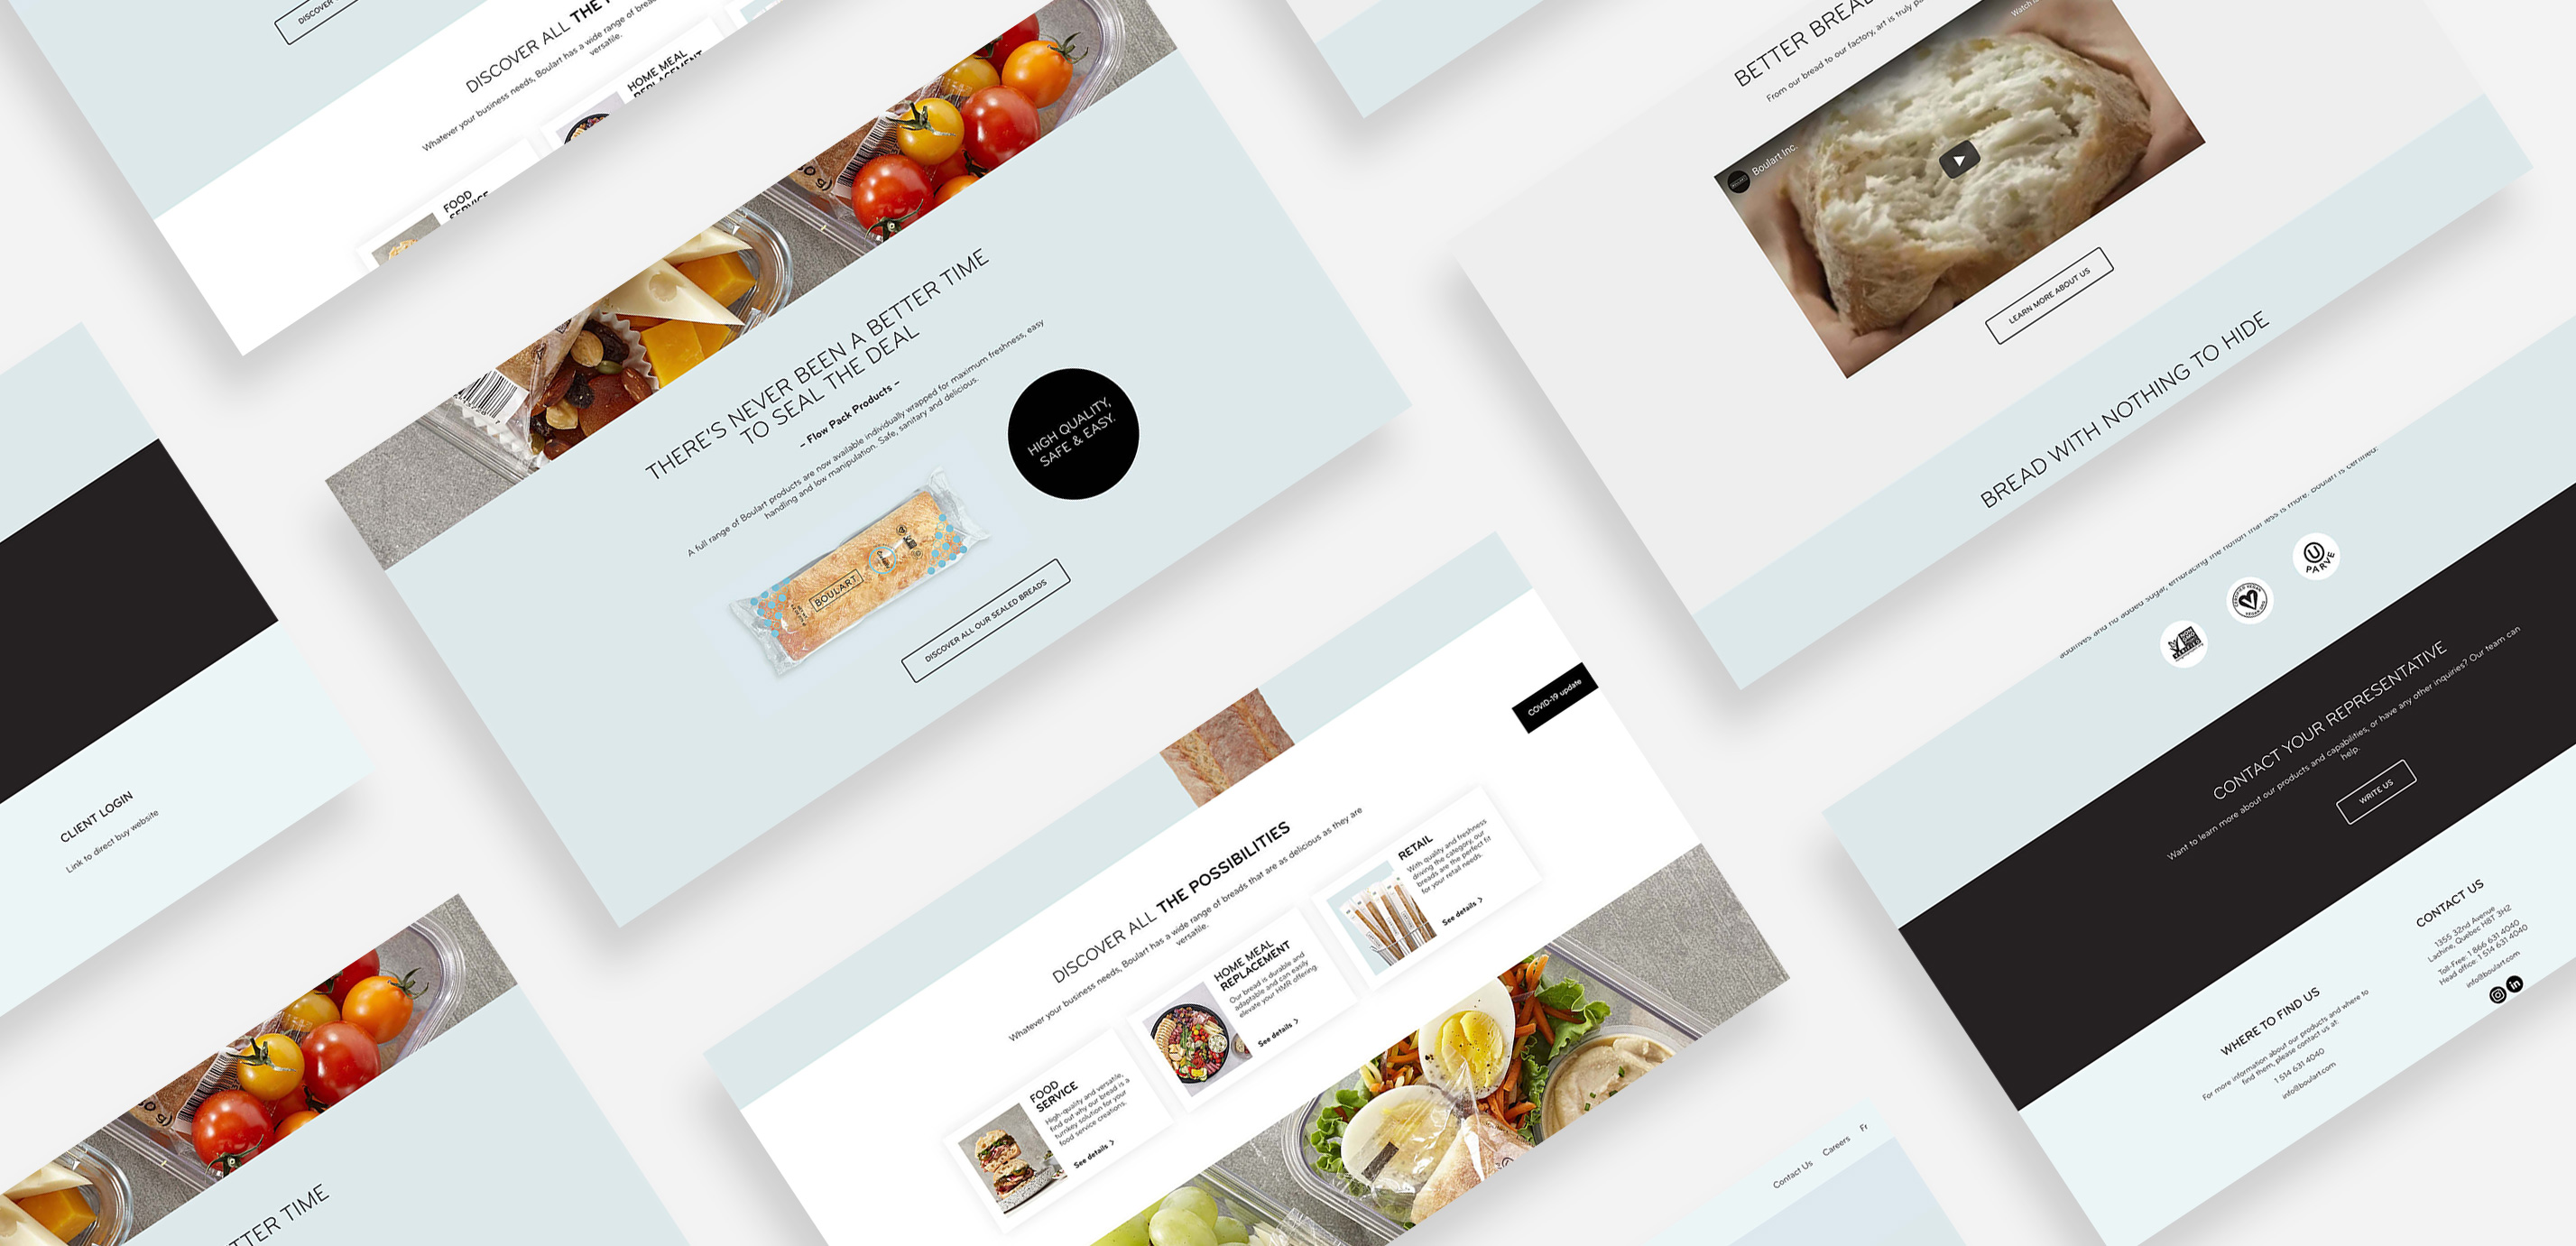 DISCOVER
DISCOVER ALL THE
Whatever your business needs, Boulart has a wide range of bread
versatile.
HOME MEAL
REPLACEMENT
FOOD
SERVICE
THERE'S NEVER BEEN A BETTER TIME
TO SEAL THE DEAL
– Flow Pack Products –
A full range of Boulart products are now available individually wrapped for maximum freshness, easy
handling and low manipulation. Safe, sanitary and delicious.
HIGH QUALITY,
SAFE & EASY.
BOULART
DISCOVER ALL OUR SEALED BREADS
BETTER BREAD
From our bread to our factory, art is truly
Boulart Inc.
Watch
LEARN MORE ABOUT US
BREAD WITH NOTHING TO HIDE
additives and no added sugar, embracing the notion that less is more. Boulart is certified:
U
PARVE
CONTACT YOUR REPRESENTATIVE
Want to learn more about our products and capabilities, or have any other inquiries? Our team can
help.
WRITE US
WHERE TO FIND US
For more information about our products and where to
find them, please contact us at:
1 514 631 4040
info@boulart.com
CONTACT US
1355 32nd Avenue
Lachine, Quebec H8T 3H2
Toll-Free: 1 866 631 4040
Head office: 1 514 631 4040
info@boulart.com
in
CLIENT LOGIN
Link to direct buy website
TTER TIME
COVID-19 update
DISCOVER ALL THE POSSIBILITIES
Whatever your business needs, Boulart has a wide range of breads that are as delicious as they are
versatile.
FOOD
SERVICE
High-quality and versatile,
find out why our bread is a
turnkey solution for your
food service creations.
See details >
HOME MEAL
REPLACEMENT
Our bread is durable and
adaptable and can easily
elevate your HMR offering.
See details >
RETAIL
With quality and freshness
driving the category, our
breads are the perfect fit
for your retail needs.
See details >
Contact Us
Careers
Fr